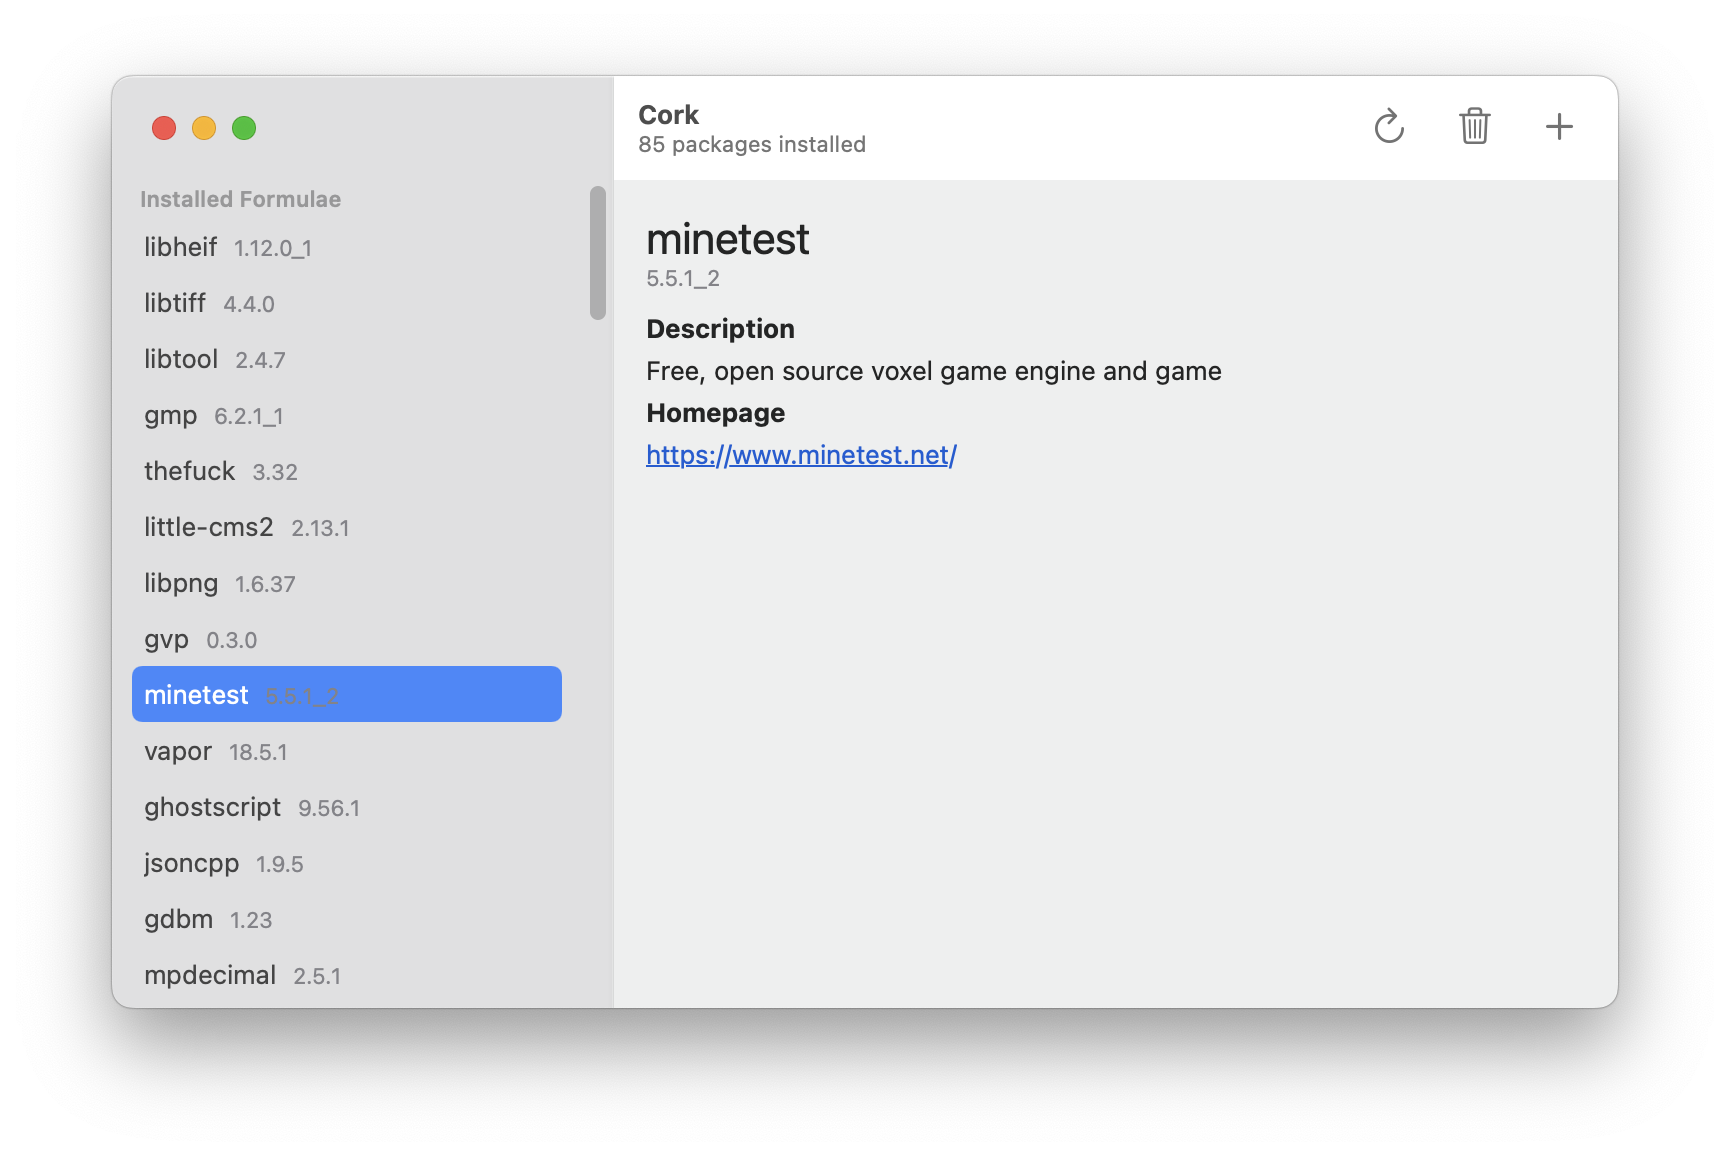 Cork
85 packages installed
Installed Formulae
libheif 1.12.0_1
libtiff 4.4.0
libtool 2.4.7
gmp 6.2.1_1
thefuck 3.32
little-cms2 2.13.1
libpng 1.6.37
gvp 0.3.0
minetest 5.5.1_2
vapor 18.5.1
ghostscript 9.56.1
jsoncpp 1.9.5
gdbm 1.23
mpdecimal 2.5.1
minetest
5.5.1_2
Description
Free, open source voxel game engine and game
Homepage
https://www.minetest.net/